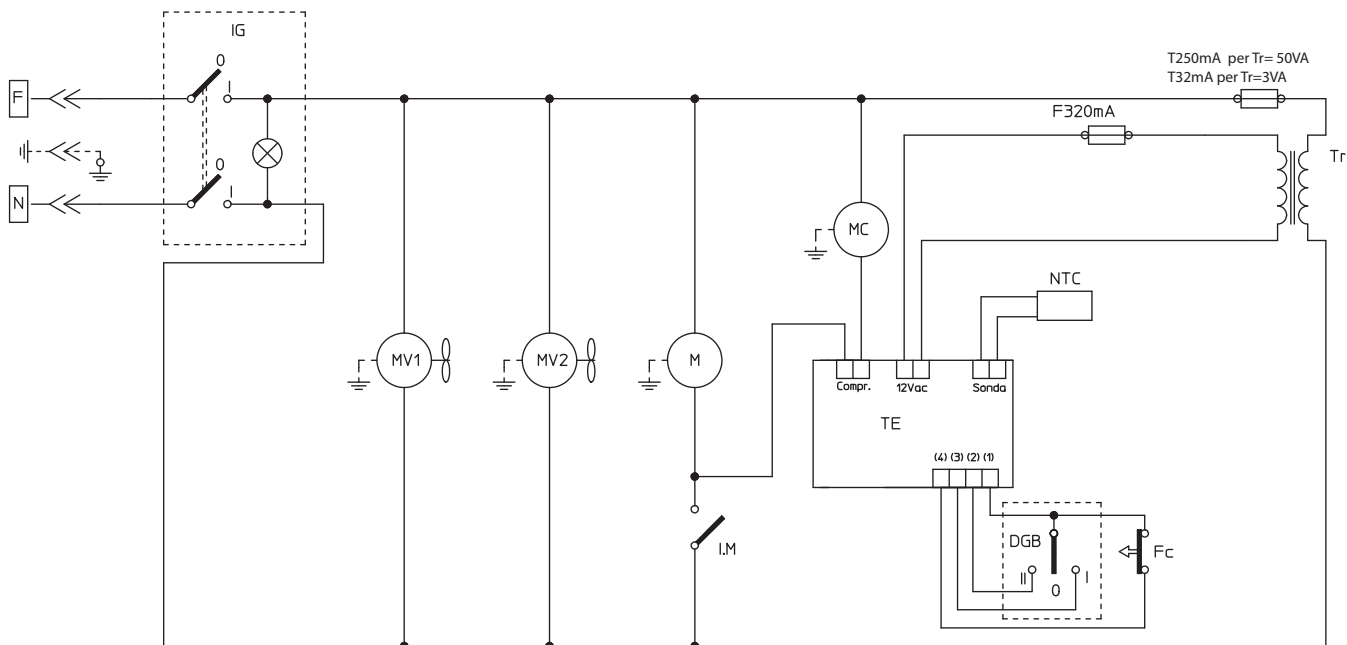 IG
0
I
F
T250mA per Tr= 50VA
T32mA per Tr=3VA
F320mA
Tr
0
I
N
MC
NTC
MV1
MV2
M
Compr.
12Vac
Sonda
TE
(4) (3) (2) (1)
I.M
DGB
Fc
II
0
I